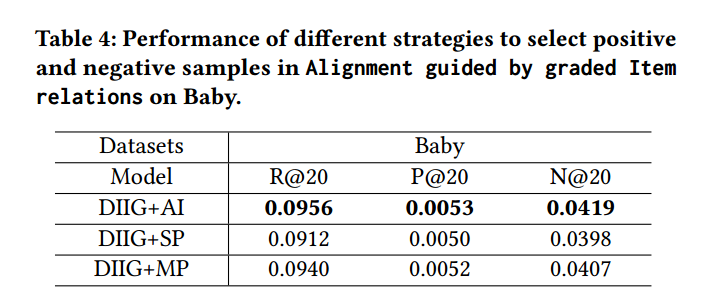 Table 4: Performance of different strategies to select positive
and negative samples in Alignment guided by graded Item
relations on Baby.
Datasets Baby
Model R@20 P@20 N@20
DIIG+AI 0.0956 0.0053 0.0419
DIIG+SP 0.0912 0.0050 0.0398
DIIG+MP 0.0940 0.0052 0.0407